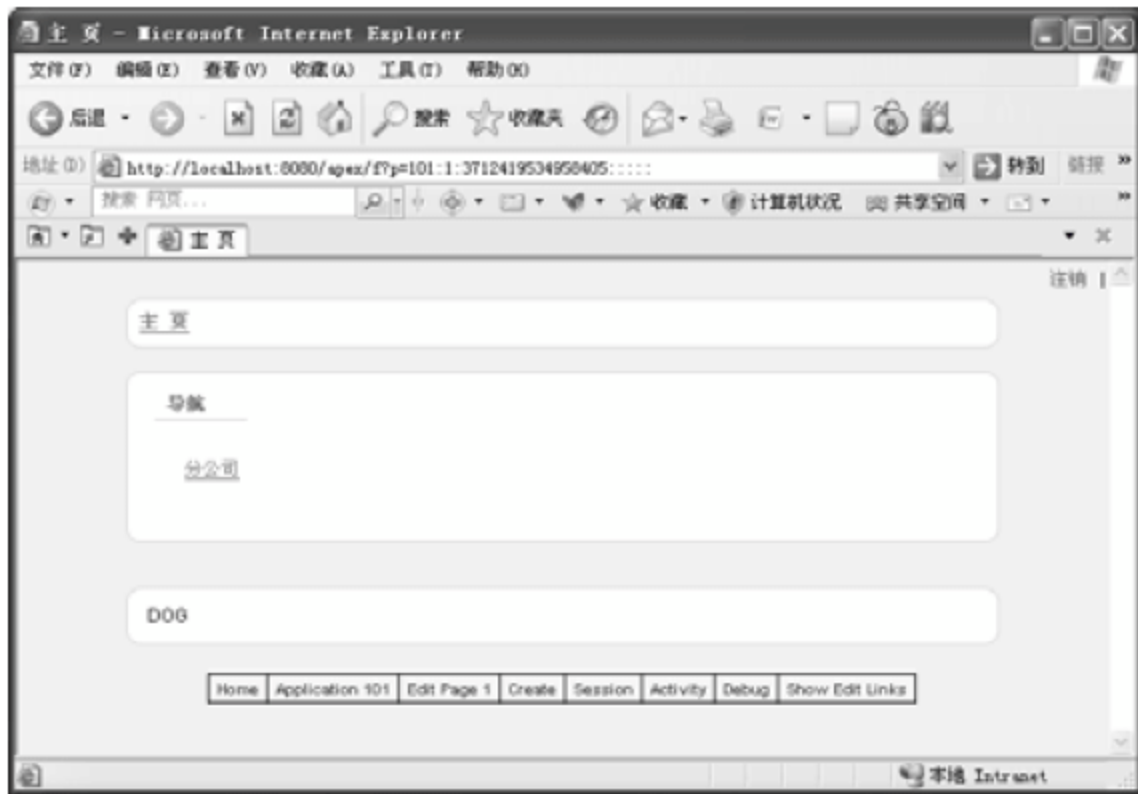 主 页 - Microsoft Internet Explorer
文件(F) 编辑(E) 查看(V) 收藏(A) 工具(T) 帮助(H)
后退 搜索 收藏夹
地址(D) http://localhost:8080/apex/f?p=101:1:3712419534958405::::: 转到 链接 »
搜索 网页... 收藏 计算机状况 共享空间 »
主 页
注销 |
主 页
导航
分公司
DOG
Home Application 101 Edit Page 1 Create Session Activity Debug Show Edit Links
本地 Intranet